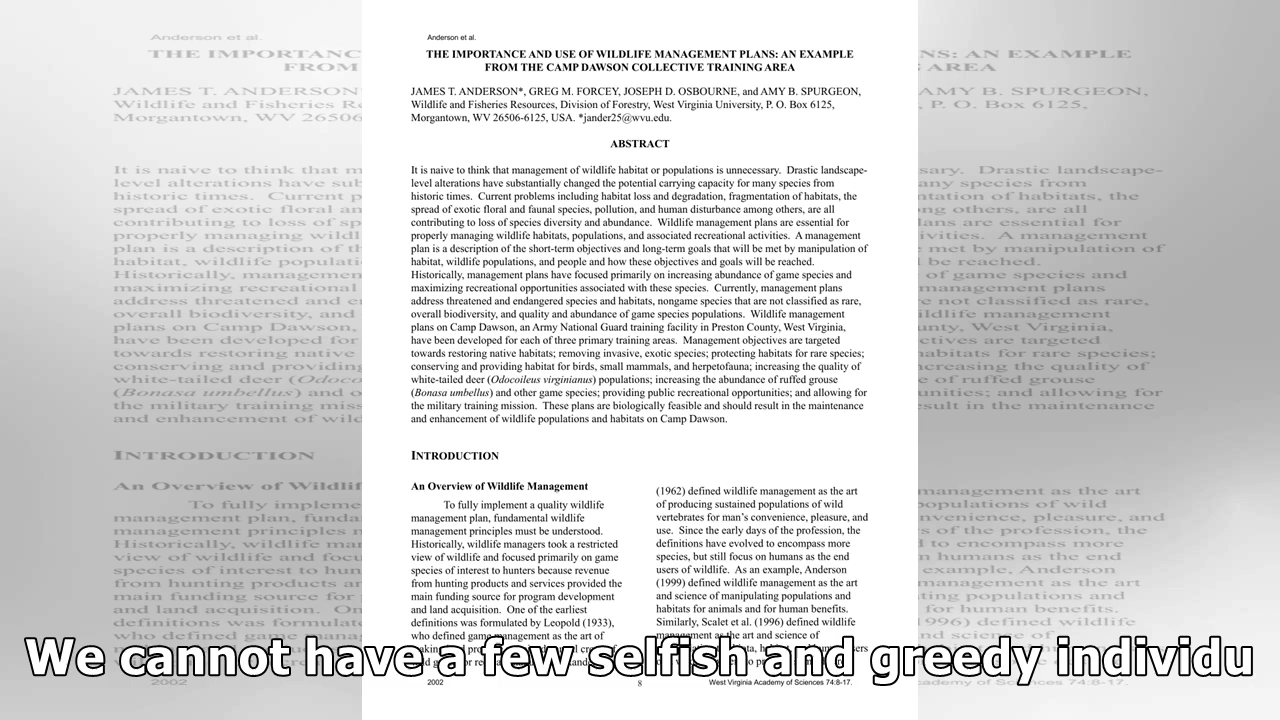 Anderson et al.
THE IMPORTANCE AND USE OF WILDLIFE MANAGEMENT PLANS: AN EXAMPLE
FROM THE CAMP DAWSON COLLECTIVE TRAINING AREA
JAMES T. ANDERSON*, GREG M. FORCEY, JOSEPH D. OSBOURNE, and AMY B. SPURGEON,
Wildlife and Fisheries Resources, Division of Forestry, West Virginia University, P. O. Box 6125,
Morgantown, WV 26506-6125, USA. *jander25@wvu.edu.
ABSTRACT
It is naive to think that management of wildlife habitat or populations is unnecessary. Drastic landscape-
level alterations have substantially changed the potential carrying capacity for many species from
historic times. Current problems including habitat loss and degradation, fragmentation of habitats, the
spread of exotic floral and faunal species, pollution, and human disturbance among others, are all
contributing to loss of species diversity and abundance. Wildlife management plans are essential for
properly managing wildlife habitats, populations, and associated recreational activities. A management
plan is a description of the short-term objectives and long-term goals that will be met by manipulation of
habitat, wildlife populations, and people and how these objectives and goals will be reached.
Historically, management plans have focused primarily on increasing abundance of game species and
maximizing recreational opportunities associated with these species. Currently, management plans
address threatened and endangered species and habitats, nongame species that are not classified as rare,
overall biodiversity, and quality and abundance of game species populations. Wildlife management
plans on Camp Dawson, an Army National Guard training facility in Preston County, West Virginia,
have been developed for each of three primary training areas. Management objectives are targeted
towards restoring native habitats; removing invasive, exotic species; protecting habitats for rare species;
conserving and providing habitat for birds, small mammals, and herpetofauna; increasing the quality of
white-tailed deer (Odocoileus virginianus) populations; increasing the abundance of ruffed grouse
(Bonasa umbellus) and other game species; providing public recreational opportunities; and allowing for
the military training mission. These plans are biologically feasible and should result in the maintenance
and enhancement of wildlife populations and habitats on Camp Dawson.
INTRODUCTION
An Overview of Wildlife Management
To fully implement a quality wildlife
management plan, fundamental wildlife
management principles must be understood.
Historically, wildlife managers took a restricted
view of wildlife and focused primarily on game
species of interest to hunters because revenue
from hunting products and services provided the
main funding source for program development
and land acquisition. One of the earliest
definitions was formulated by Leopold (1933),
who defined game management as the art of
(1962) defined wildlife management as the art
of producing sustained populations of wild
vertebrates for man's convenience, pleasure, and
use. Since the early days of the profession, the
definitions have evolved to encompass more
species, but still focus on humans as the end
users of wildlife. As an example, Anderson
(1999) defined wildlife management as the art
and science of manipulating populations and
habitats for animals and for human benefits.
Similarly, Scalet et al. (1996) defined wildlife
management as the art and science of
We cannot have a few selfish and greedy individu
2002
8
West Virginia Academy of Sciences 74:8-17.